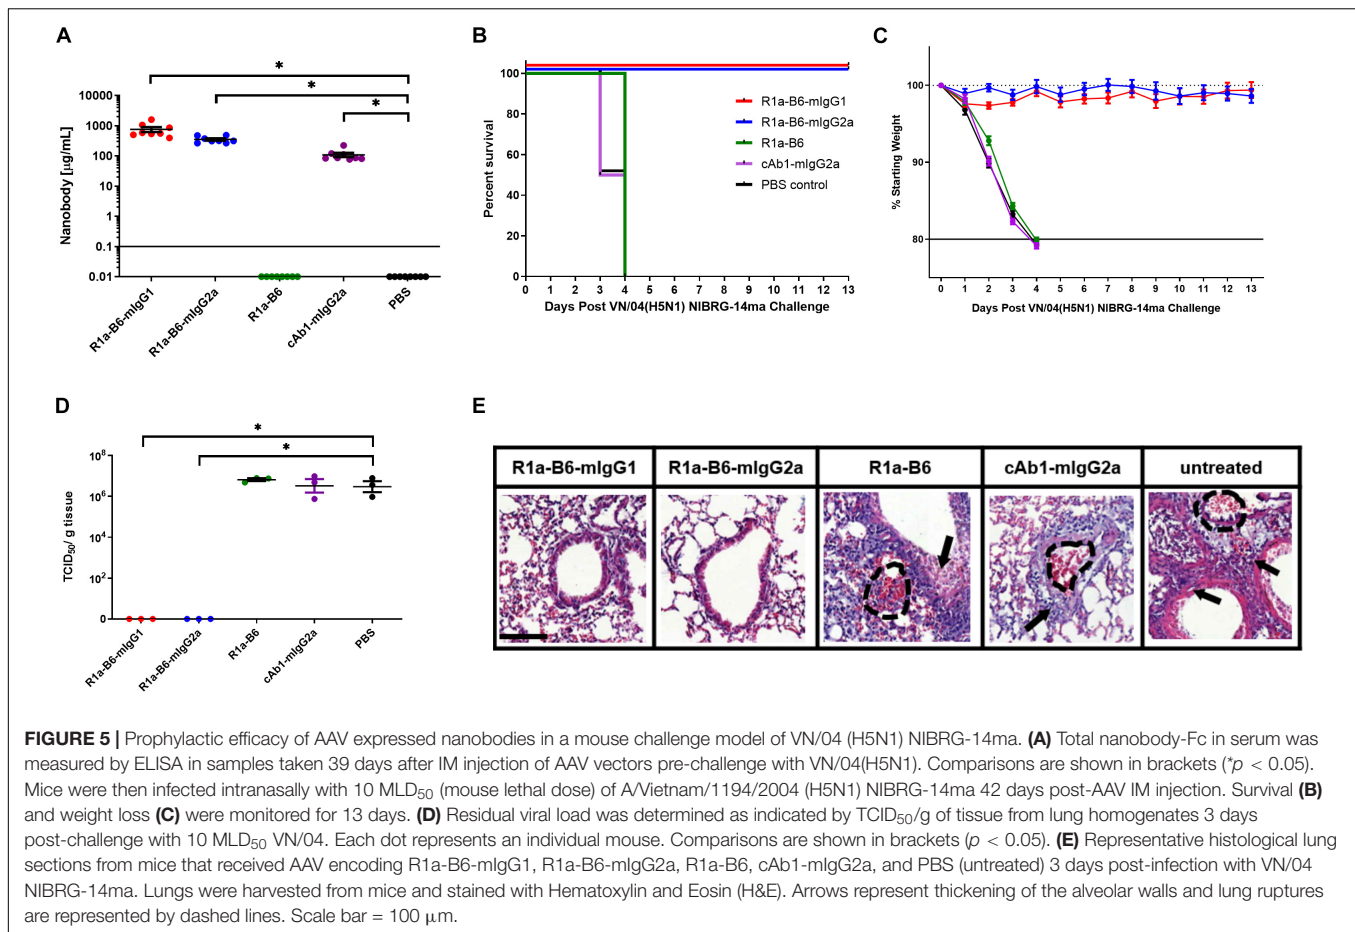 A
*
*
*
10000
1000
100
10
1
0.1
0.01
Nanobody [µg/mL]
R1a-B6-mIgG1
R1a-B6-mIgG2a
R1a-B6
cAb1-mIgG2a
PBS
B
100
80
60
40
20
0
Percent survival
R1a-B6-mIgG1
R1a-B6-mIgG2a
R1a-B6
cAb1-mIgG2a
PBS control
0 1 2 3 4 5 6 7 8 9 10 11 12 13
Days Post VN/04(H5N1) NIBRG-14ma Challenge
C
100
90
80
% Starting Weight
0 1 2 3 4 5 6 7 8 9 10 11 12 13
Days Post VN/04(H5N1) NIBRG-14ma Challenge
D
*
*
10⁸
10⁶
10⁴
10²
0
TCID₅₀/ g tissue
R1a-B6-mIgG1
R1a-B6-mIgG2a
R1a-B6
cAb1-mIgG2a
PBS
E
R1a-B6-mIgG1 R1a-B6-mIgG2a R1a-B6 cAb1-mIgG2a untreated
FIGURE 5 | Prophylactic efficacy of AAV expressed nanobodies in a mouse challenge model of VN/04 (H5N1) NIBRG-14ma. (A) Total nanobody-Fc in serum was
measured by ELISA in samples taken 39 days after IM injection of AAV vectors pre-challenge with VN/04(H5N1). Comparisons are shown in brackets (*p < 0.05).
Mice were then infected intranasally with 10 MLD₅₀ (mouse lethal dose) of A/Vietnam/1194/2004 (H5N1) NIBRG-14ma 42 days post-AAV IM injection. Survival (B)
and weight loss (C) were monitored for 13 days. (D) Residual viral load was determined as indicated by TCID₅₀/g of tissue from lung homogenates 3 days
post-challenge with 10 MLD₅₀ VN/04. Each dot represents an individual mouse. Comparisons are shown in brackets (p < 0.05). (E) Representative histological lung
sections from mice that received AAV encoding R1a-B6-mIgG1, R1a-B6-mIgG2a, R1a-B6, cAb1-mIgG2a, and PBS (untreated) 3 days post-infection with VN/04
NIBRG-14ma. Lungs were harvested from mice and stained with Hematoxylin and Eosin (H&E). Arrows represent thickening of the alveolar walls and lung ruptures
are represented by dashed lines. Scale bar = 100 µm.